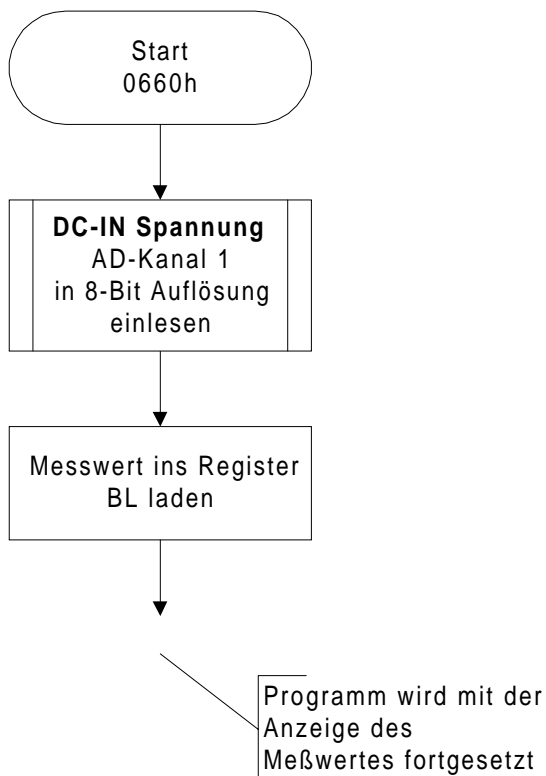 Start
0660h
DC-IN Spannung
AD-Kanal 1
in 8-Bit Auflösung
einlesen
Messwert ins Register
BL laden
Programm wird mit der
Anzeige des
Meßwertes fortgesetzt